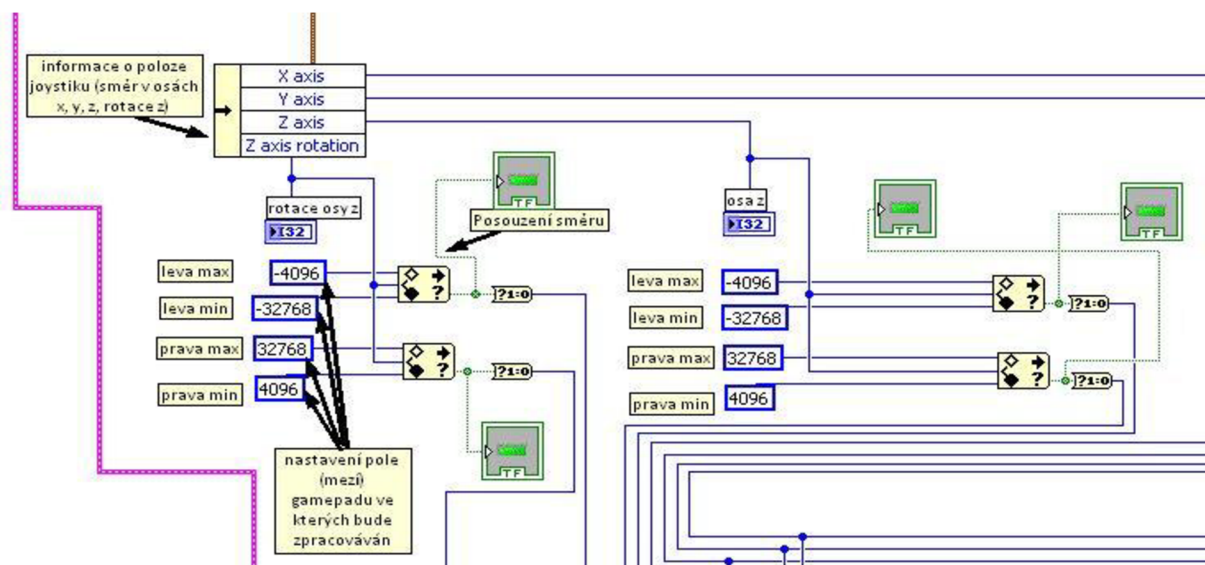 informace o poloze
joystiku (směr v osách
x, y, z, rotace z)
X axis
Y axis
Z axis
Z axis rotation
rotace osy z
I32
TF
Posouzení směru
leva max
-4096
leva min
-32768
prava max
32768
prava min
4096
?
?1:0
?
?1:0
TF
nastavení pole
(mezí)
gamepadu ve
kterých bude
zpracováván
osa z
I32
TF
TF
leva max
-4096
leva min
-32768
prava max
32768
prava min
4096
?
?1:0
?
?1:0